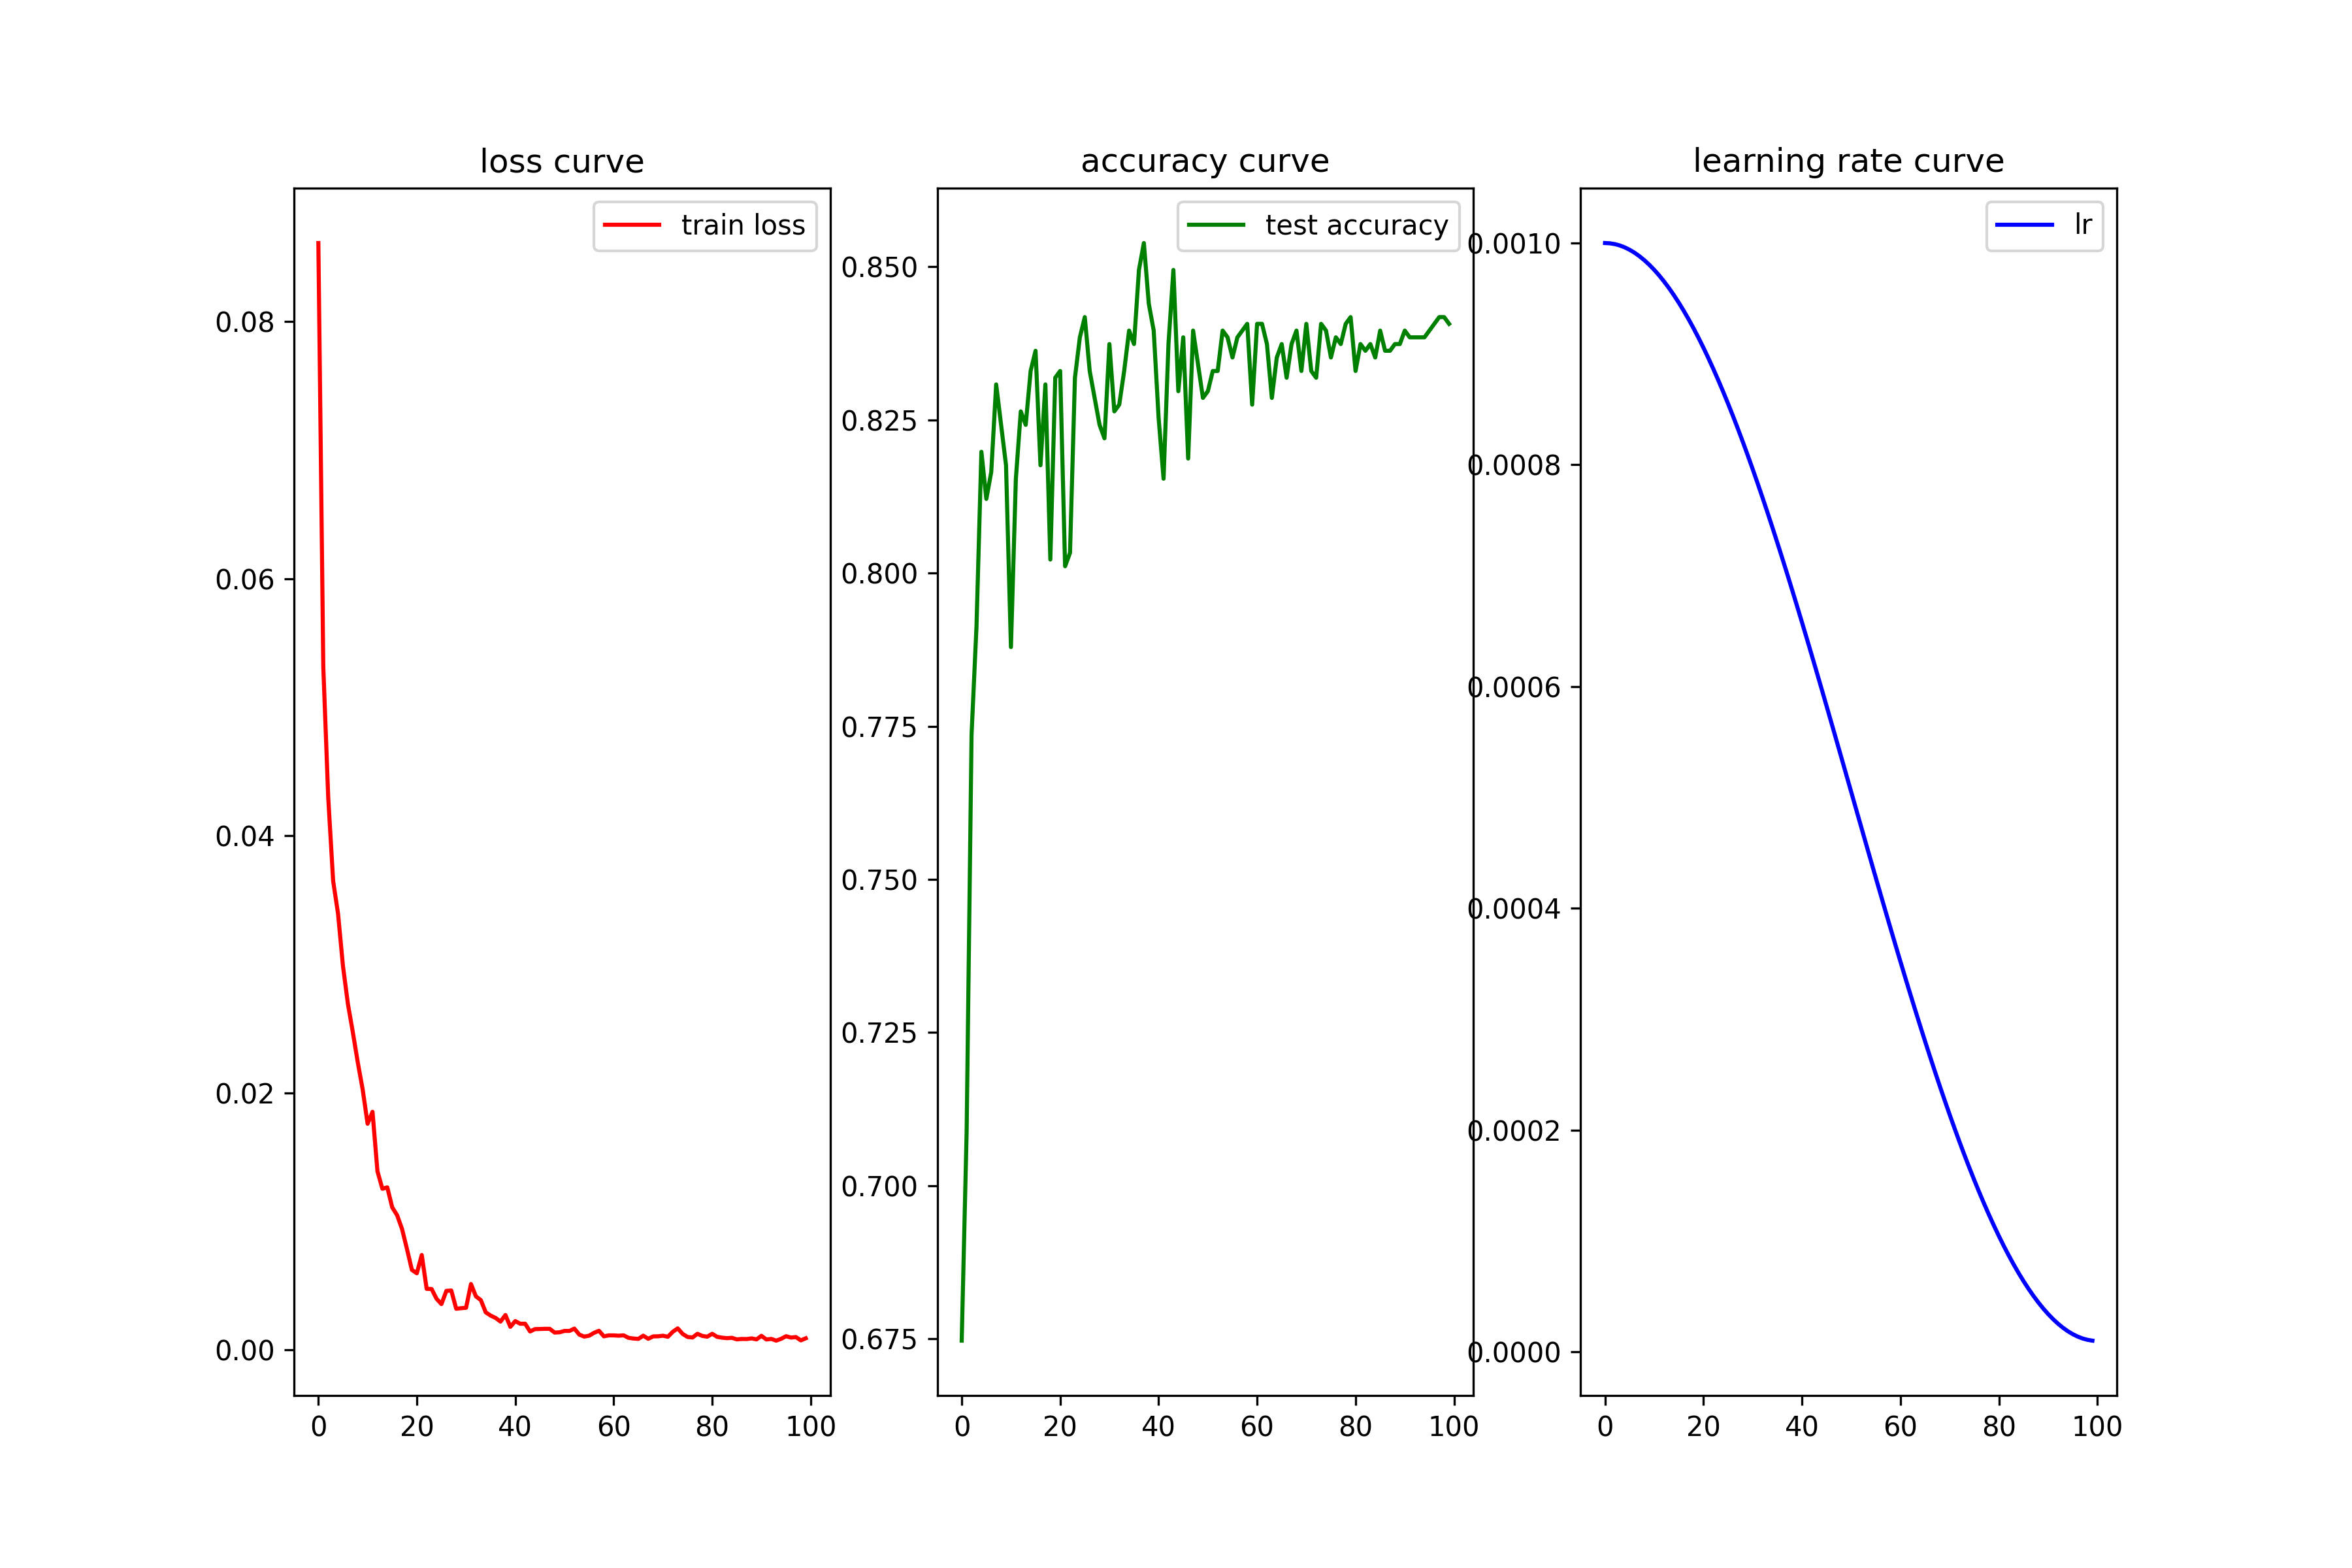 loss curve
train loss
0.08
0.06
0.04
0.02
0.00
0 20 40 60 80 100
accuracy curve
test accuracy
0.850
0.825
0.800
0.775
0.750
0.725
0.700
0.675
0 20 40 60 80 100
learning rate curve
lr
0.0010
0.0008
0.0006
0.0004
0.0002
0.0000
0 20 40 60 80 100